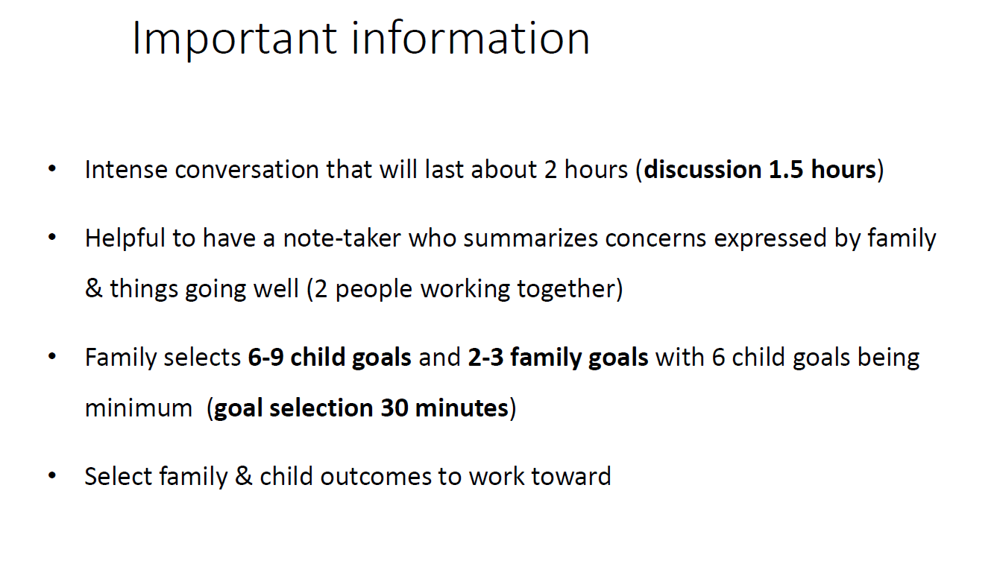 Important information
• Intense conversation that will last about 2 hours (discussion 1.5 hours)
• Helpful to have a note-taker who summarizes concerns expressed by family
& things going well (2 people working together)
• Family selects 6-9 child goals and 2-3 family goals with 6 child goals being
minimum  (goal selection 30 minutes)
• Select family & child outcomes to work toward